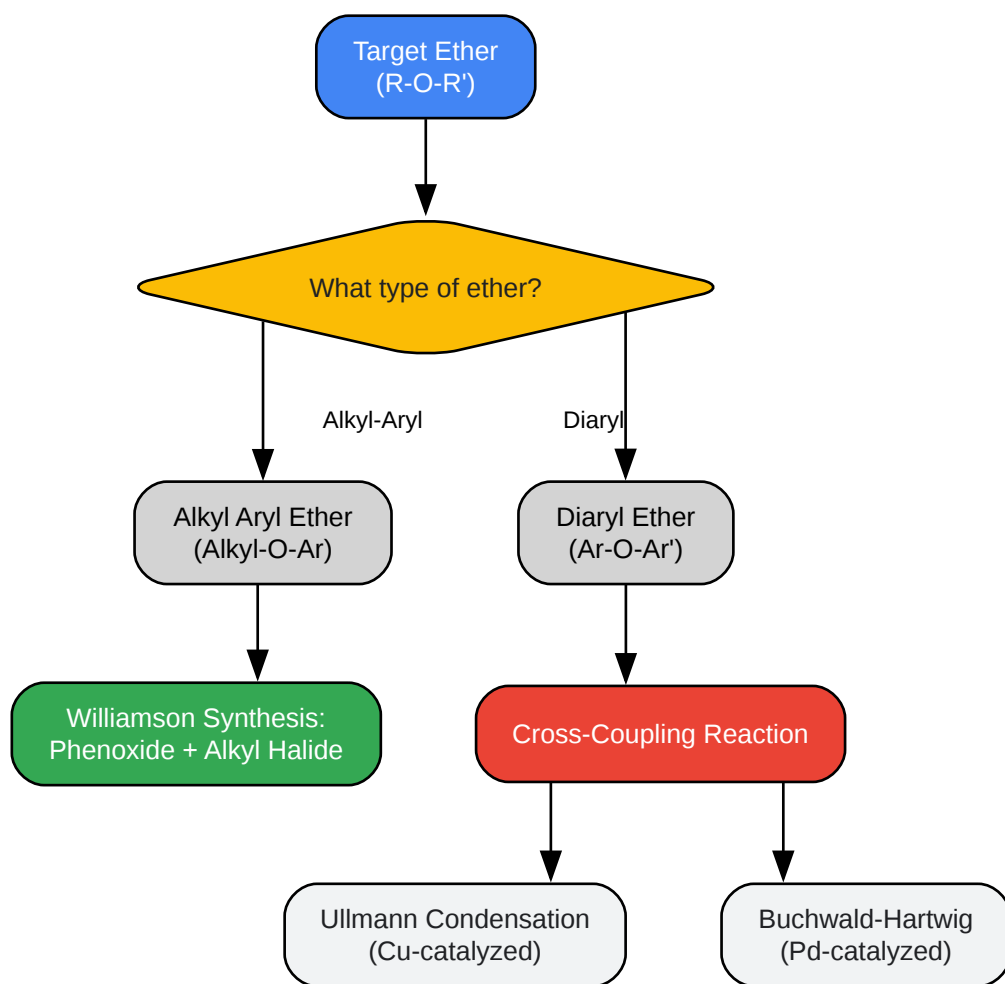 Target Ether
(R-O-R')
What type of ether?
Alkyl-Aryl
Diaryl
Alkyl Aryl Ether
(Alkyl-O-Ar)
Diaryl Ether
(Ar-O-Ar')
Williamson Synthesis:
Phenoxide + Alkyl Halide
Cross-Coupling Reaction
Ullmann Condensation
(Cu-catalyzed)
Buchwald-Hartwig
(Pd-catalyzed)